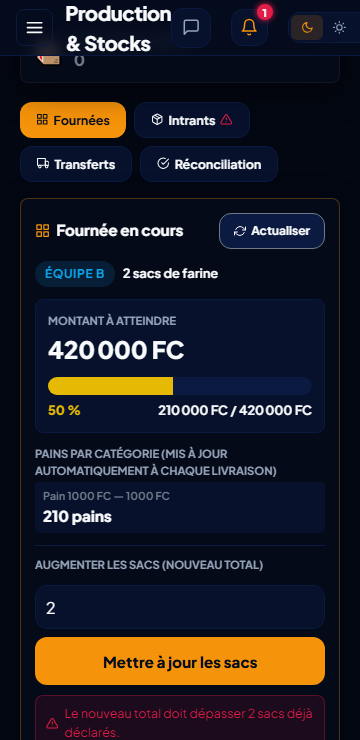 Production
& Stocks
1
0
Fournées
Intrants
Transferts
Réconciliation
Fournée en cours
Actualiser
ÉQUIPE B
2 sacs de farine
MONTANT À ATTEINDRE
420 000 FC
50 %
210 000 FC / 420 000 FC
PAINS PAR CATÉGORIE (MIS À JOUR
AUTOMATIQUEMENT À CHAQUE LIVRAISON)
Pain 1000 FC — 1000 FC
210 pains
AUGMENTER LES SACS (NOUVEAU TOTAL)
2
Mettre à jour les sacs
Le nouveau total doit dépasser 2 sacs déjà
déclarés.